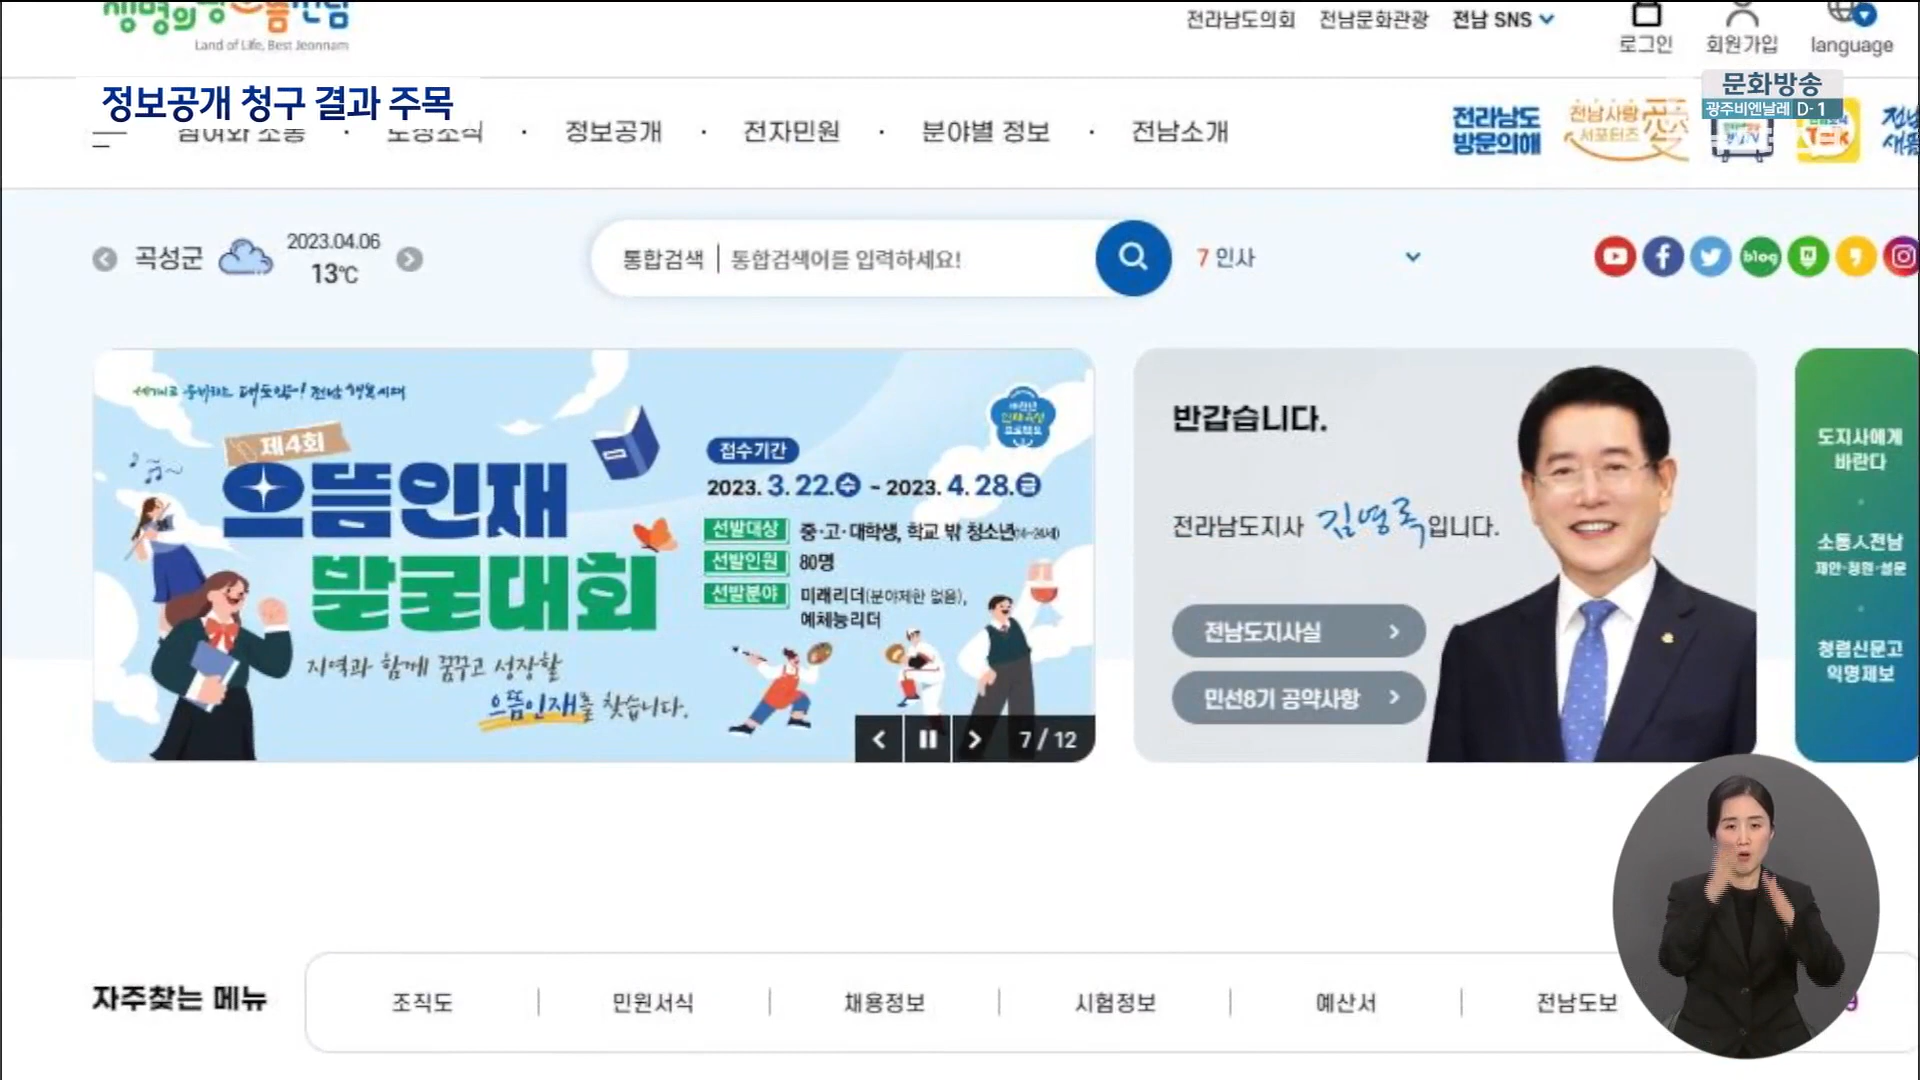 Land of Life, Best Jeonnam
전라남도의회 전남문화관광 전남 SNS
로그인 회원가입 language
문화방송
광주비엔날레 D-1
정보공개 청구 결과 주목
참여와 소통 · 도정소식 · 정보공개 · 전자민원 · 분야별 정보 · 전남소개
전라남도
방문의해
전남사랑
서포터즈
愛
곡성군
2023.04.06
13℃
통합검색 통합검색어를 입력하세요!
7 인사
blog
제4회
으뜸인재
발굴대회
지역과 함께 꿈꾸고 성장할
으뜸인재를 찾습니다.
접수기간
2023. 3. 22.수 - 2023. 4. 28.금
선발대상 중·고·대학생, 학교 밖 청소년
선발인원 80명
선발분야 미래리더(분야제한 없음),
예체능리더
7 / 12
반갑습니다.
전라남도지사 김영록입니다.
전남도지사실
민선8기 공약사항
도지사에게
바란다
소통人전남
제안·청원·설문
청렴신문고
익명제보
자주찾는 메뉴
조직도 민원서식 채용정보 시험정보 예산서 전남도보